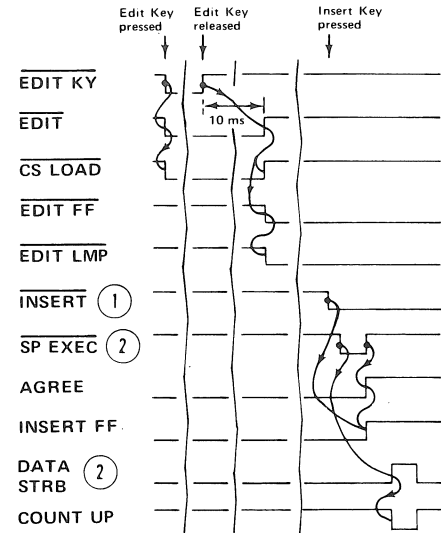 Edit Key
pressed
Edit Key
released
Insert Key
pressed
EDIT KY
EDIT
10 ms
CS LOAD
EDIT FF
EDIT LMP
INSERT 1
SP EXEC 2
AGREE
INSERT FF
DATA
STRB 2
COUNT UP